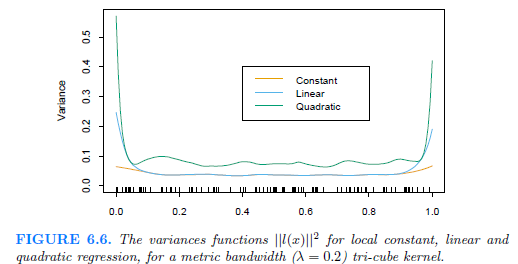 0.5
0.4
0.3
0.2
0.1
0.0
Variance
Constant
Linear
Quadratic
0.0 0.2 0.4 0.6 0.8 1.0
FIGURE 6.6. The variances functions ||l(x)||² for local constant, linear and
quadratic regression, for a metric bandwidth (λ = 0.2) tri-cube kernel.